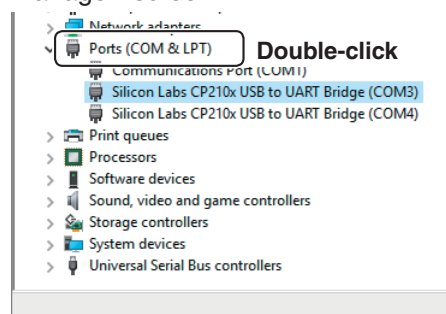 Network adapters
Ports (COM & LPT) Double-click
Communications Port (COM1)
Silicon Labs CP210x USB to UART Bridge (COM3)
Silicon Labs CP210x USB to UART Bridge (COM4)
Print queues
Processors
Software devices
Sound, video and game controllers
Storage controllers
System devices
Universal Serial Bus controllers